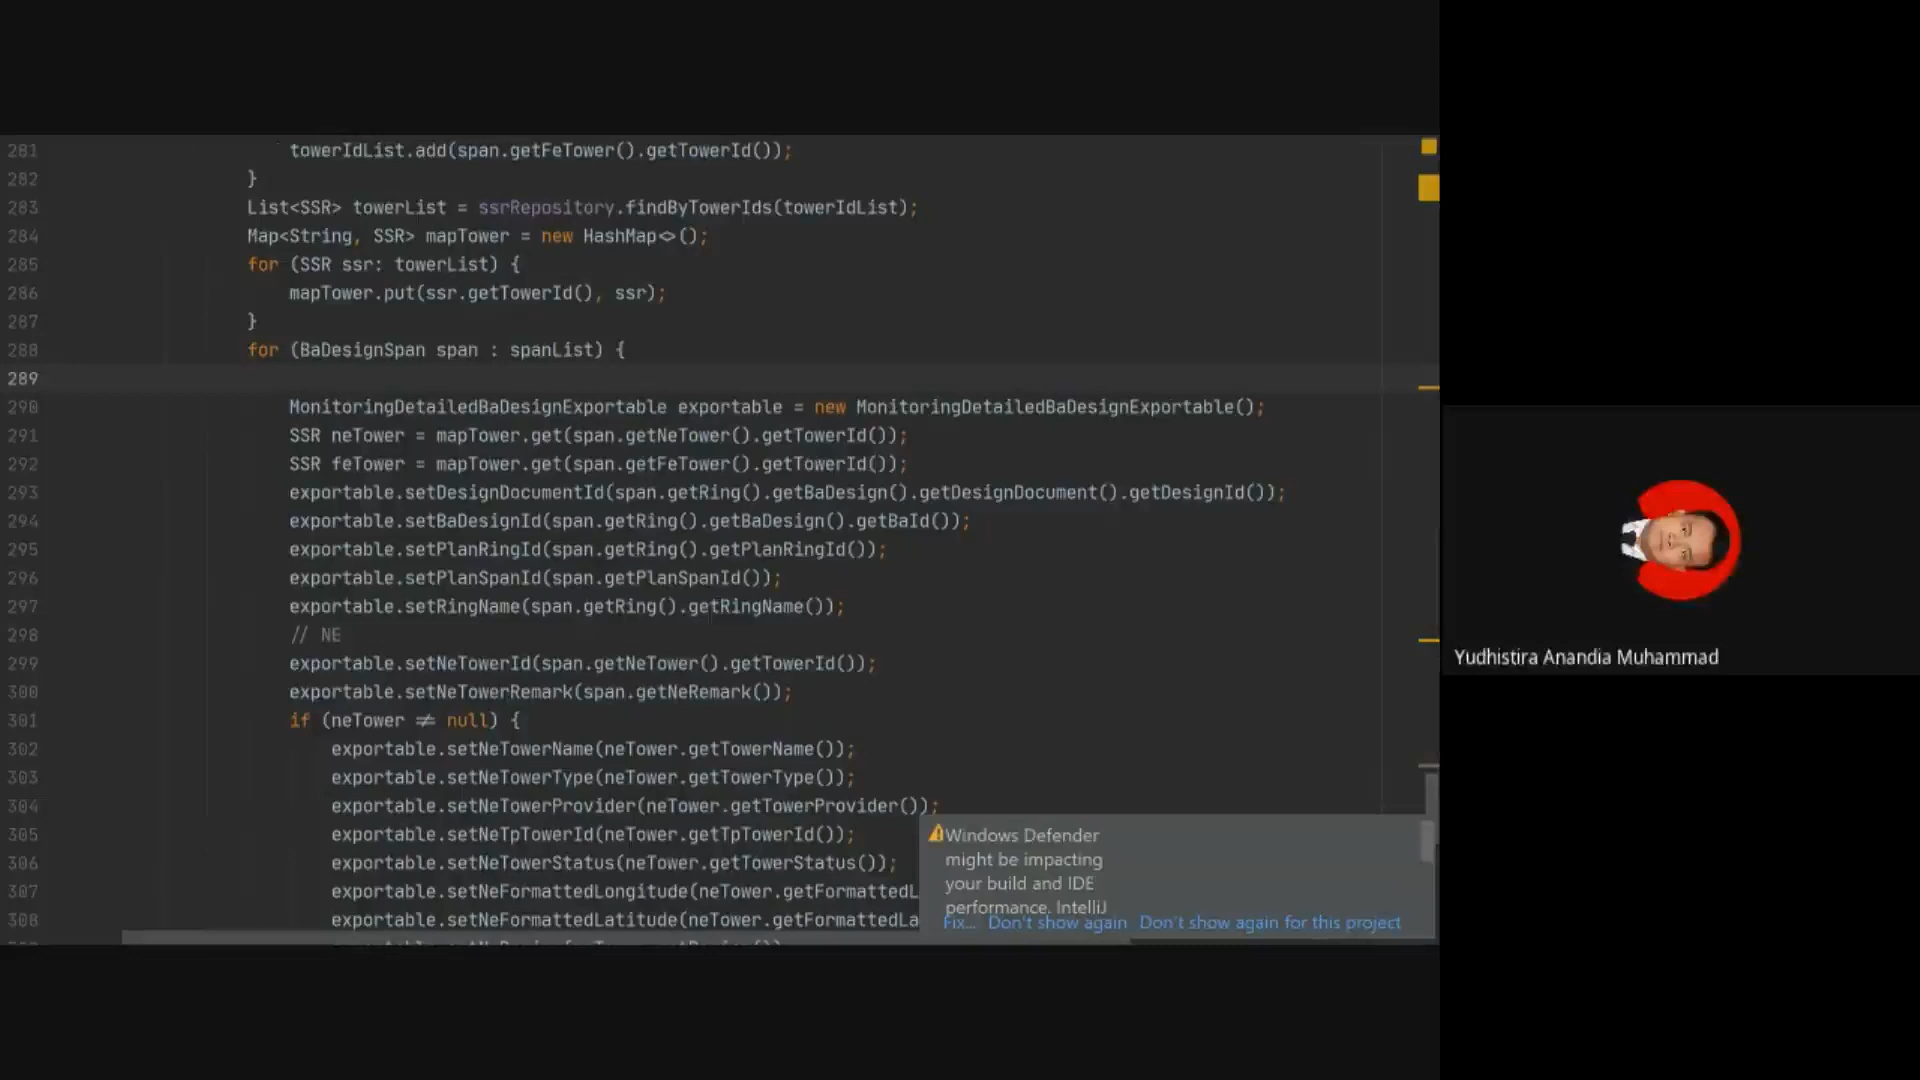 281 towerIdList.add(span.getFeTower().getTowerId());
282 }
283 List<SSR> towerList = ssrRepository.findByTowerIds(towerIdList);
284 Map<String, SSR> mapTower = new HashMap<>();
285 for (SSR ssr: towerList) {
286 mapTower.put(ssr.getTowerId(), ssr);
287 }
288 for (BaDesignSpan span : spanList) {
289
290 MonitoringDetailedBaDesignExportable exportable = new MonitoringDetailedBaDesignExportable();
291 SSR neTower = mapTower.get(span.getNeTower().getTowerId());
292 SSR feTower = mapTower.get(span.getFeTower().getTowerId());
293 exportable.setDesignDocumentId(span.getRing().getBaDesign().getDesignDocument().getDesignId());
294 exportable.setBaDesignId(span.getRing().getBaDesign().getBaId());
295 exportable.setPlanRingId(span.getRing().getPlanRingId());
296 exportable.setPlanSpanId(span.getPlanSpanId());
297 exportable.setRingName(span.getRing().getRingName());
298 // NE
299 exportable.setNeTowerId(span.getNeTower().getTowerId());
300 exportable.setNeTowerRemark(span.getNeRemark());
301 if (neTower ≠ null) {
302 exportable.setNeTowerName(neTower.getTowerName());
303 exportable.setNeTowerType(neTower.getTowerType());
304 exportable.setNeTowerProvider(neTower.getTowerProvider());
305 exportable.setNeTpTowerId(neTower.getTpTowerId());
306 exportable.setNeTowerStatus(neTower.getTowerStatus());
307 exportable.setNeFormattedLongitude(neTower.getFormattedL
308 exportable.setNeFormattedLatitude(neTower.getFormattedLa
Windows Defender
might be impacting
your build and IDE
performance. IntelliJ
Fix... Don't show again Don't show again for this project
Yudhistira Anandia Muhammad